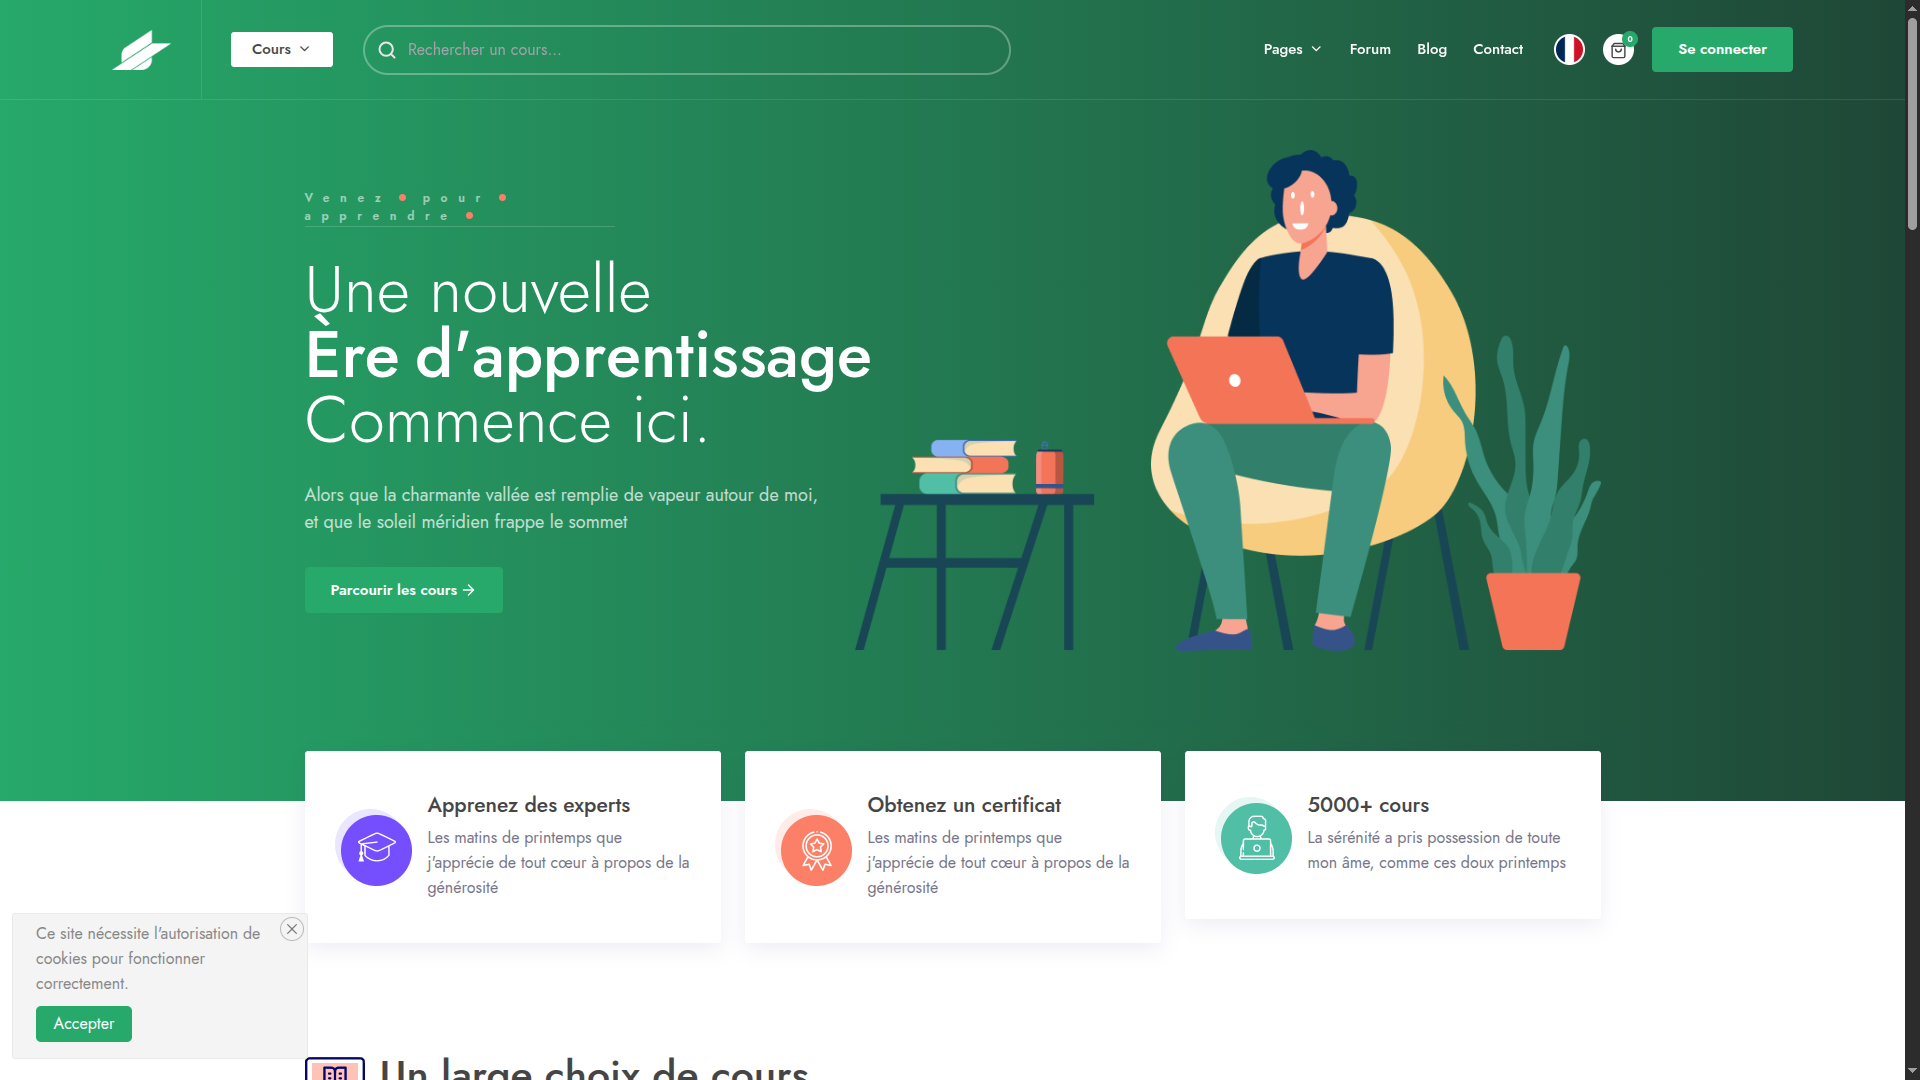 Cours
Rechercher un cours...
Pages
Forum
Blog
Contact
0
Se connecter
Venez pour
apprendre
Une nouvelle
Ère d'apprentissage
Commence ici.
Alors que la charmante vallée est remplie de vapeur autour de moi,
et que le soleil méridien frappe le sommet
Parcourir les cours
Apprenez des experts
Les matins de printemps que
j'apprécie de tout cœur à propos de la
générosité
Obtenez un certificat
Les matins de printemps que
j'apprécie de tout cœur à propos de la
générosité
5000+ cours
La sérénité a pris possession de toute
mon âme, comme ces doux printemps
Ce site nécessite l'autorisation de
cookies pour fonctionner
correctement.
Accepter
Un large choix de cours